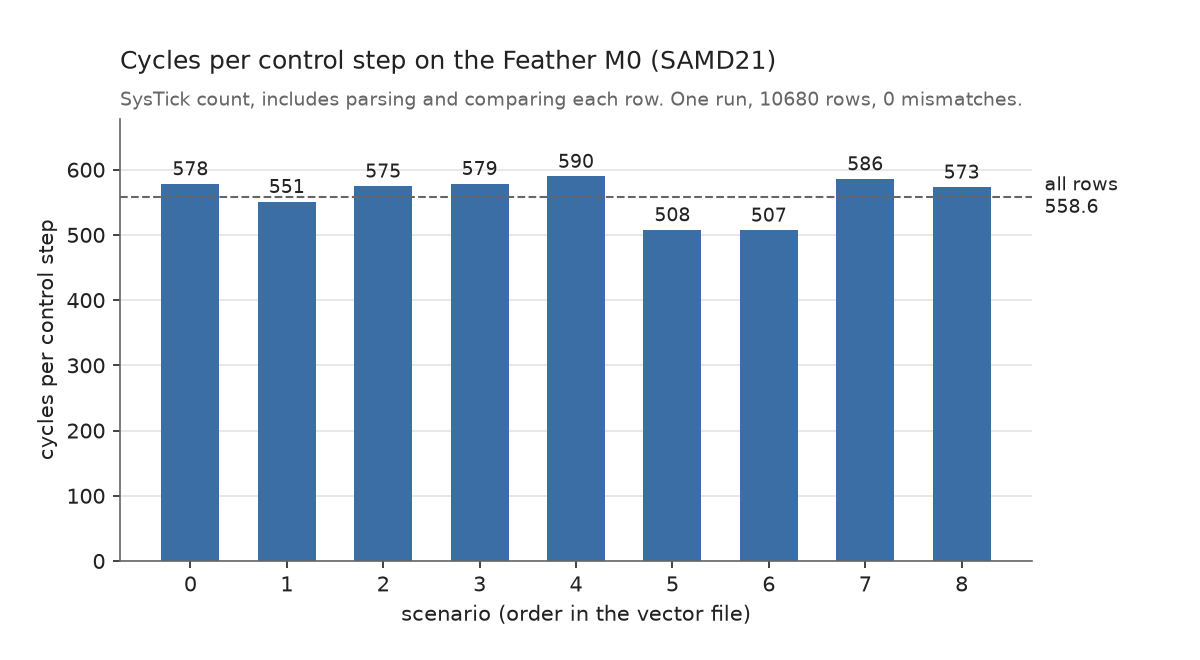 Cycles per control step on the Feather M0 (SAMD21)
SysTick count, includes parsing and comparing each row. One run, 10680 rows, 0 mismatches.
cycles per control step
600
500
400
300
200
100
0
578
551
575
579
590
508
507
586
573
all rows
558.6
0 1 2 3 4 5 6 7 8
scenario (order in the vector file)